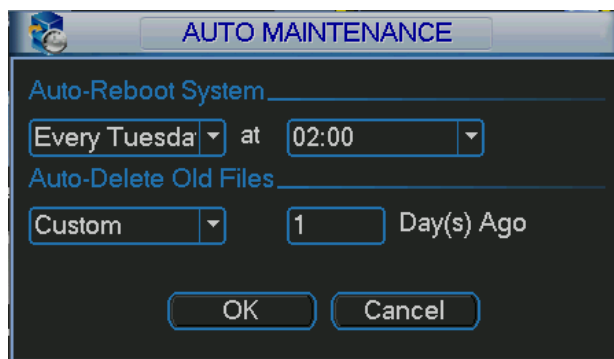 AUTO MAINTENANCE
Auto-Reboot System
Every Tuesda at 02:00
Auto-Delete Old Files
Custom 1 Day(s) Ago
OK Cancel